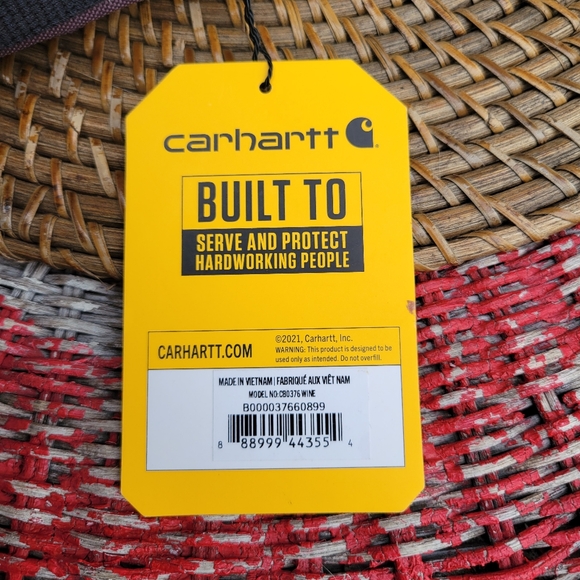 carhartt
BUILT TO
SERVE AND PROTECT
HARDWORKING PEOPLE
©2021, Carhartt, Inc.
CARHARTT.COM
WARNING: This product is designed to be
used only as intended. Do not overfill.
MADE IN VIETNAM | FABRIQUÉ AUX VIÊT NAM
MODEL NO: CB0376 WINE
B000037660899
8 88999 44355 4